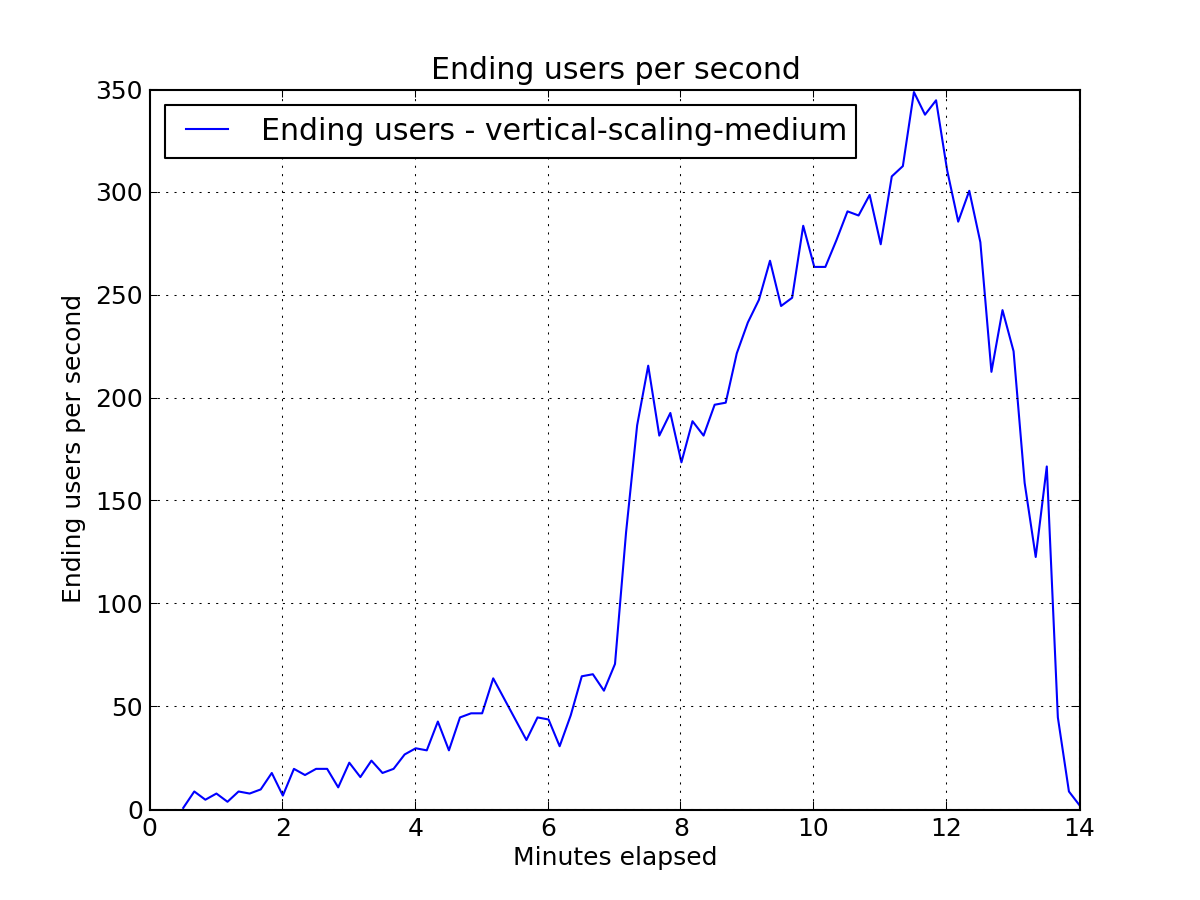 Ending users per second
Ending users - vertical-scaling-medium
Ending users per second
350
300
250
200
150
100
50
0
0 2 4 6 8 10 12 14
Minutes elapsed